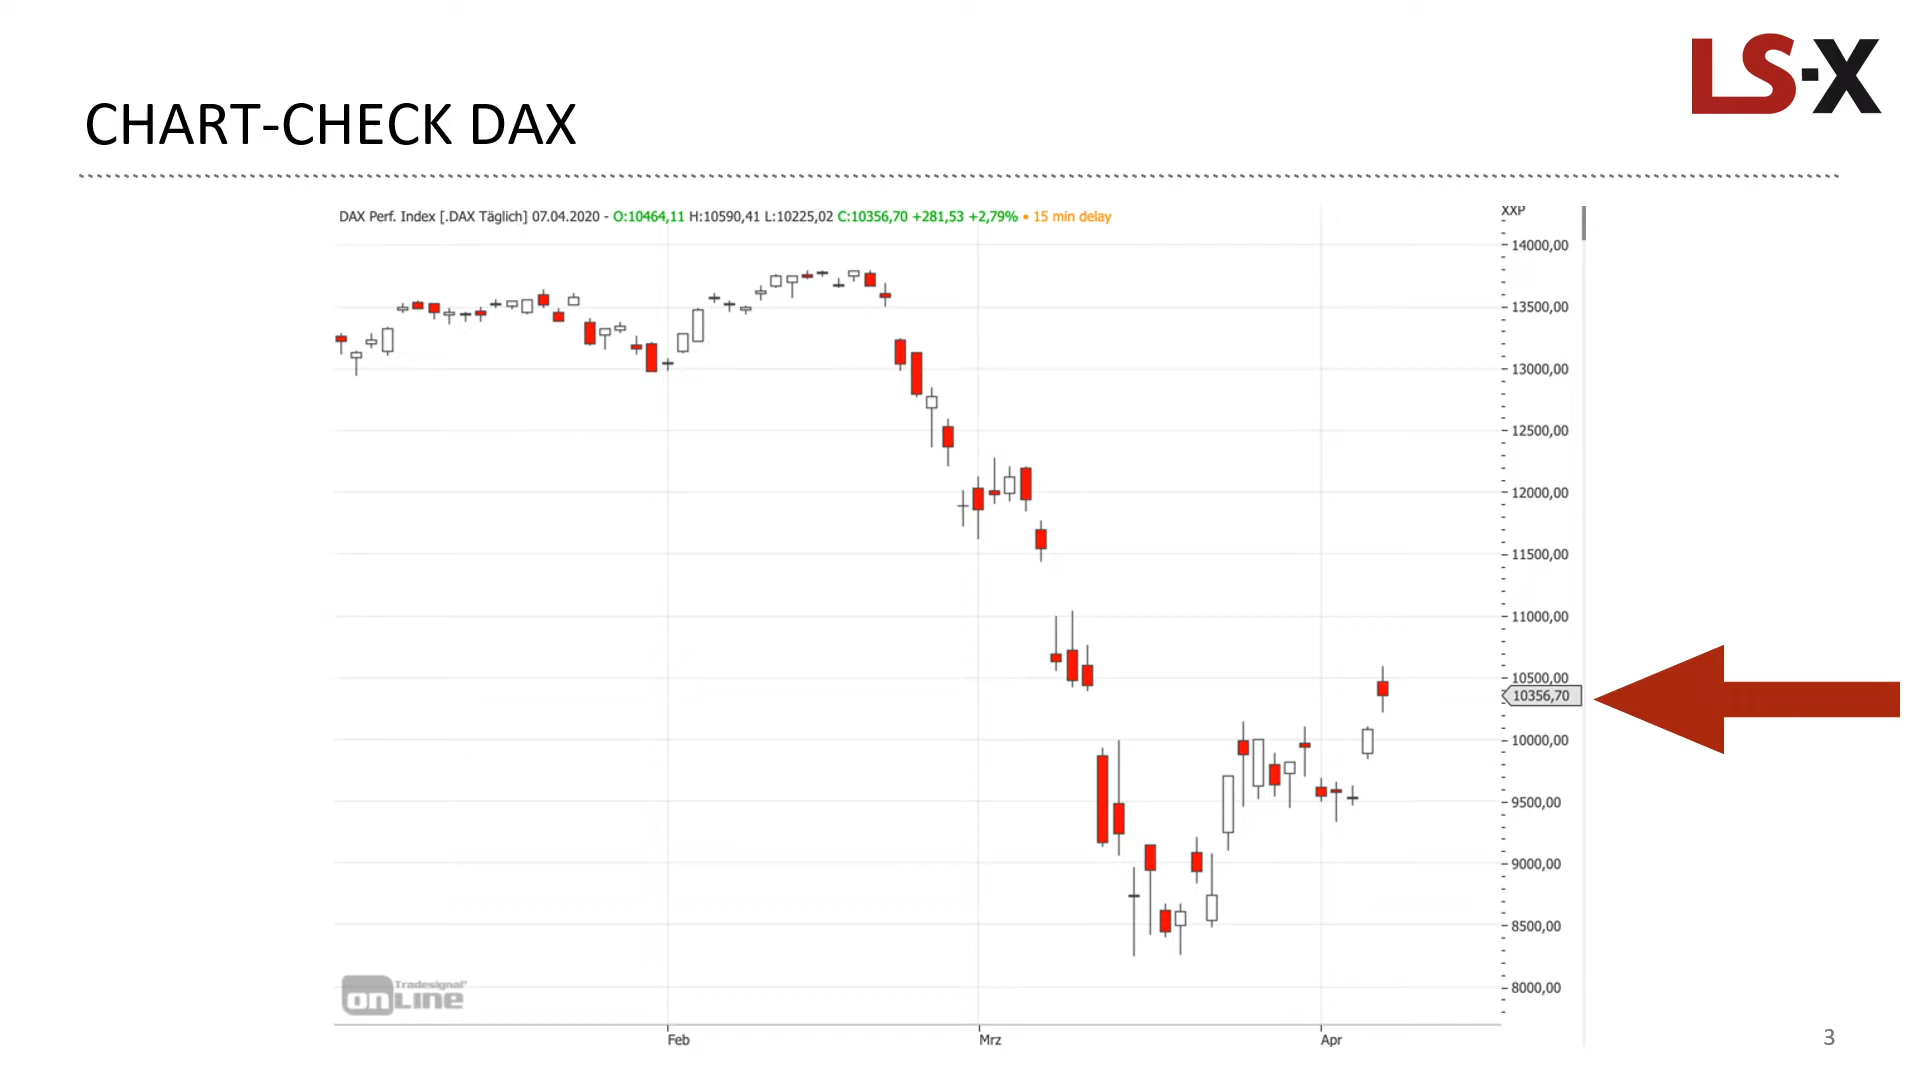 LS-X
CHART-CHECK DAX
DAX Perf. Index [.DAX Täglich] 07.04.2020 - O:10464,11 H:10590,41 L:10225,02 C:10356,70 +281,53 +2,79% • 15 min delay
XXP
14000,00
13500,00
13000,00
12500,00
12000,00
11500,00
11000,00
10500,00
10356,70
10000,00
9500,00
9000,00
8500,00
8000,00
Tradesignal®
onLine
Feb
Mrz
Apr
3